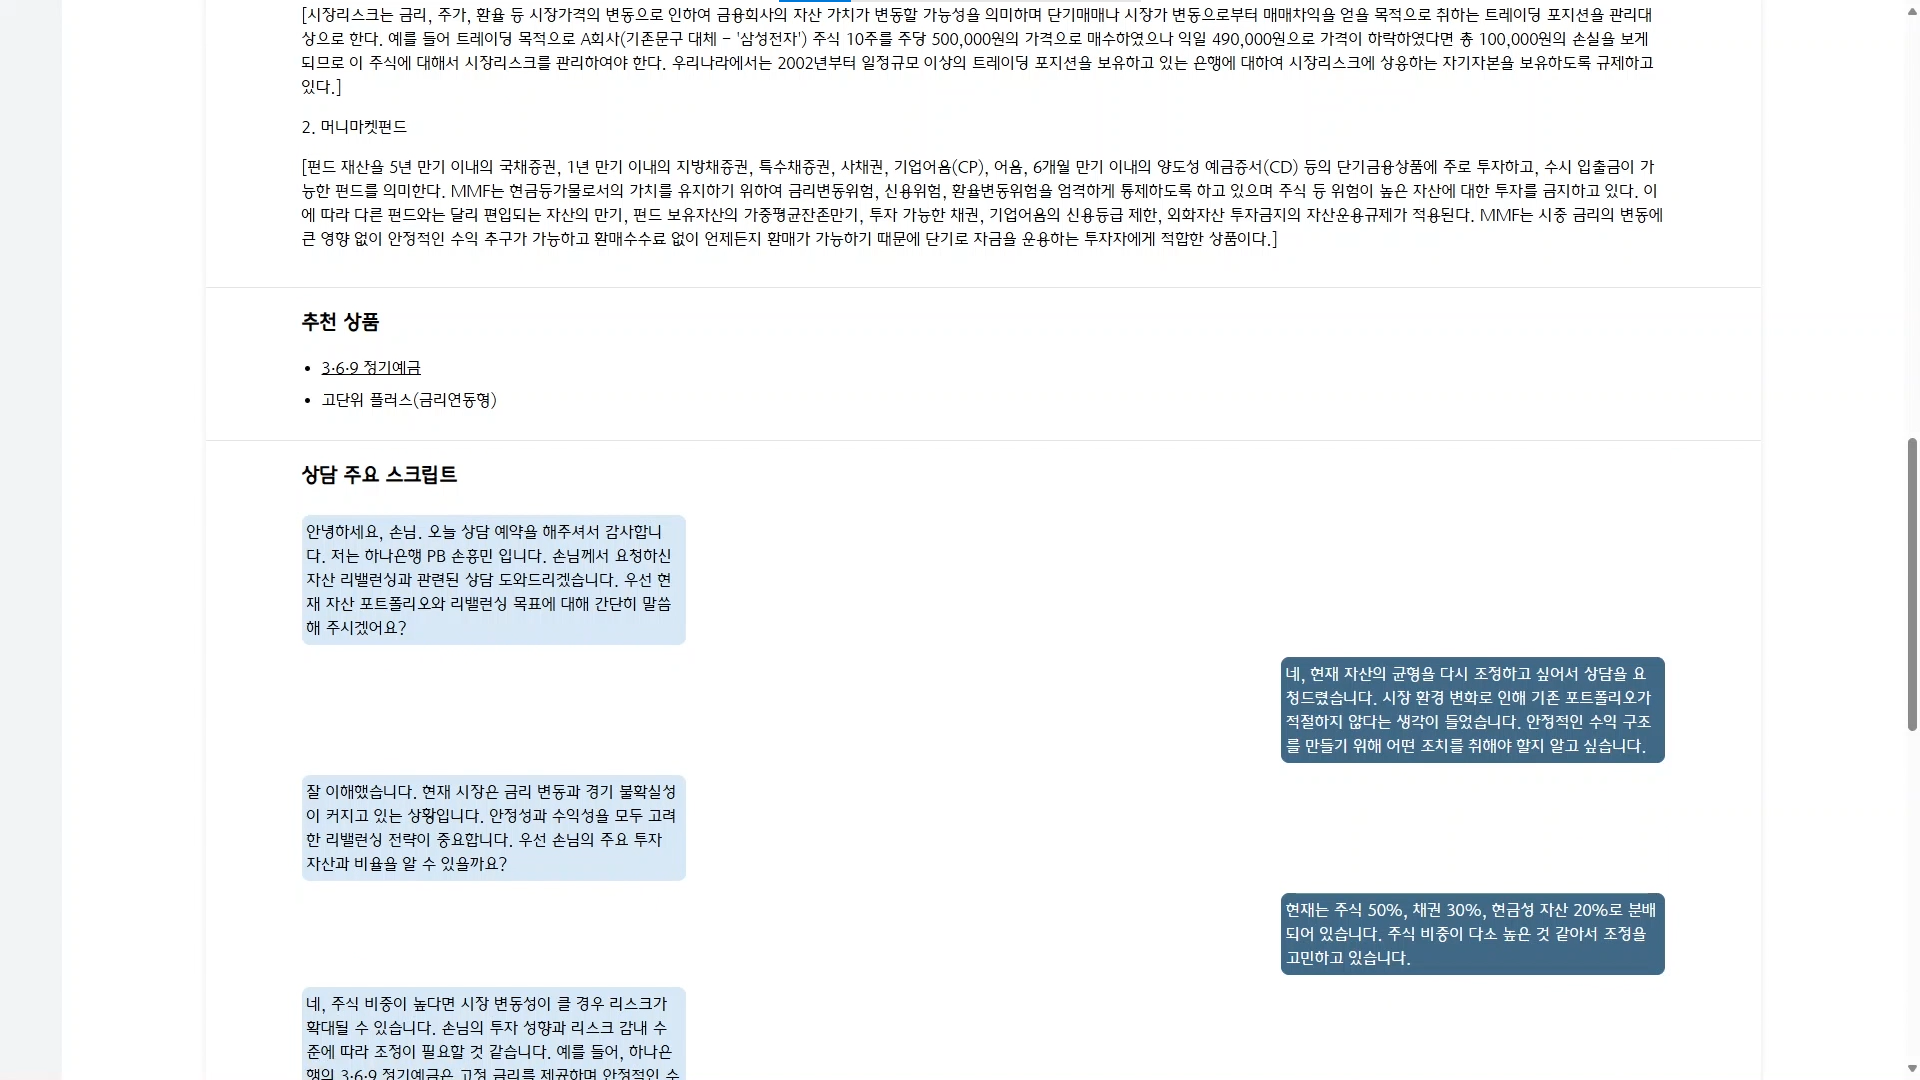 [시장리스크는 금리, 주가, 환율 등 시장가격의 변동으로 인하여 금융회사의 자산 가치가 변동할 가능성을 의미하며 단기매매나 시장가 변동으로부터 매매차익을 얻을 목적으로 취하는 트레이딩 포지션을 관리대
상으로 한다. 예를 들어 트레이딩 목적으로 A회사(기존문구 대체 - '삼성전자') 주식 10주를 주당 500,000원의 가격으로 매수하였으나 익일 490,000원으로 가격이 하락하였다면 총 100,000원의 손실을 보게
되므로 이 주식에 대해서 시장리스크를 관리하여야 한다. 우리나라에서는 2002년부터 일정규모 이상의 트레이딩 포지션을 보유하고 있는 은행에 대하여 시장리스크에 상응하는 자기자본을 보유하도록 규제하고
있다.]
2. 머니마켓펀드
[펀드 재산을 5년 만기 이내의 국채증권, 1년 만기 이내의 지방채증권, 특수채증권, 사채권, 기업어음(CP), 어음, 6개월 만기 이내의 양도성 예금증서(CD) 등의 단기금융상품에 주로 투자하고, 수시 입출금이 가
능한 펀드를 의미한다. MMF는 현금등가물로서의 가치를 유지하기 위하여 금리변동위험, 신용위험, 환율변동위험을 엄격하게 통제하도록 하고 있으며 주식 등 위험이 높은 자산에 대한 투자를 금지하고 있다. 이
에 따라 다른 펀드와는 달리 편입되는 자산의 만기, 펀드 보유자산의 가중평균잔존만기, 투자 가능한 채권, 기업어음의 신용등급 제한, 외화자산 투자금지의 자산운용규제가 적용된다. MMF는 시중 금리의 변동에
큰 영향 없이 안정적인 수익 추구가 가능하고 환매수수료 없이 언제든지 환매가 가능하기 때문에 단기로 자금을 운용하는 투자자에게 적합한 상품이다.]
추천 상품
• 3·6·9 정기예금
• 고단위 플러스(금리연동형)
상담 주요 스크립트
안녕하세요, 손님. 오늘 상담 예약을 해주셔서 감사합니
다. 저는 하나은행 PB 손흥민 입니다. 손님께서 요청하신
자산 리밸런싱과 관련된 상담 도와드리겠습니다. 우선 현
재 자산 포트폴리오와 리밸런싱 목표에 대해 간단히 말씀
해 주시겠어요?
네, 현재 자산의 균형을 다시 조정하고 싶어서 상담을 요
청드렸습니다. 시장 환경 변화로 인해 기존 포트폴리오가
적절하지 않다는 생각이 들었습니다. 안정적인 수익 구조
를 만들기 위해 어떤 조치를 취해야 할지 알고 싶습니다.
잘 이해했습니다. 현재 시장은 금리 변동과 경기 불확실성
이 커지고 있는 상황입니다. 안정성과 수익성을 모두 고려
한 리밸런싱 전략이 중요합니다. 우선 손님의 주요 투자
자산과 비율을 알 수 있을까요?
현재는 주식 50%, 채권 30%, 현금성 자산 20%로 분배
되어 있습니다. 주식 비중이 다소 높은 것 같아서 조정을
고민하고 있습니다.
네, 주식 비중이 높다면 시장 변동성이 클 경우 리스크가
확대될 수 있습니다. 손님의 투자 성향과 리스크 감내 수
준에 따라 조정이 필요할 것 같습니다. 예를 들어, 하나은
행의 3·6·9 정기예금은 고정 금리를 제공하며 안정적인 수